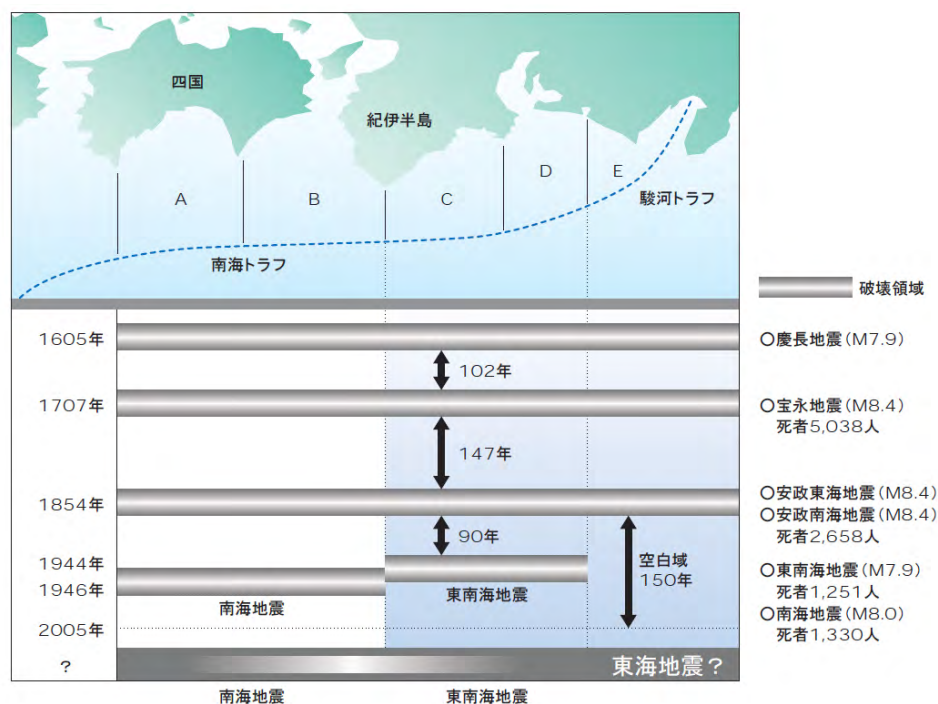 四国
紀伊半島
A
B
C
D
E
駿河トラフ
南海トラフ
破壊領域
1605年
○慶長地震(M7.9)
102年
1707年
○宝永地震(M8.4)
死者5,038人
147年
1854年
○安政東海地震(M8.4)
○安政南海地震(M8.4)
死者2,658人
90年
空白域
150年
1944年
1946年
南海地震
東南海地震
○東南海地震(M7.9)
死者1,251人
○南海地震(M8.0)
死者1,330人
2005年
?
東海地震?
南海地震
東南海地震